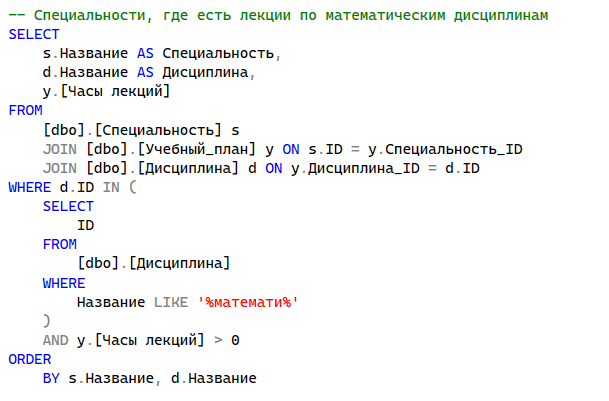 -- Специальности, где есть лекции по математическим дисциплинам
SELECT
    s.Название AS Специальность,
    d.Название AS Дисциплина,
    y.[Часы лекций]
FROM
    [dbo].[Специальность] s
    JOIN [dbo].[Учебный_план] y ON s.ID = y.Специальность_ID
    JOIN [dbo].[Дисциплина] d ON y.Дисциплина_ID = d.ID
WHERE d.ID IN (
    SELECT
        ID
    FROM
        [dbo].[Дисциплина]
    WHERE
        Название LIKE '%математи%'
    )
    AND y.[Часы лекций] > 0
ORDER
    BY s.Название, d.Название